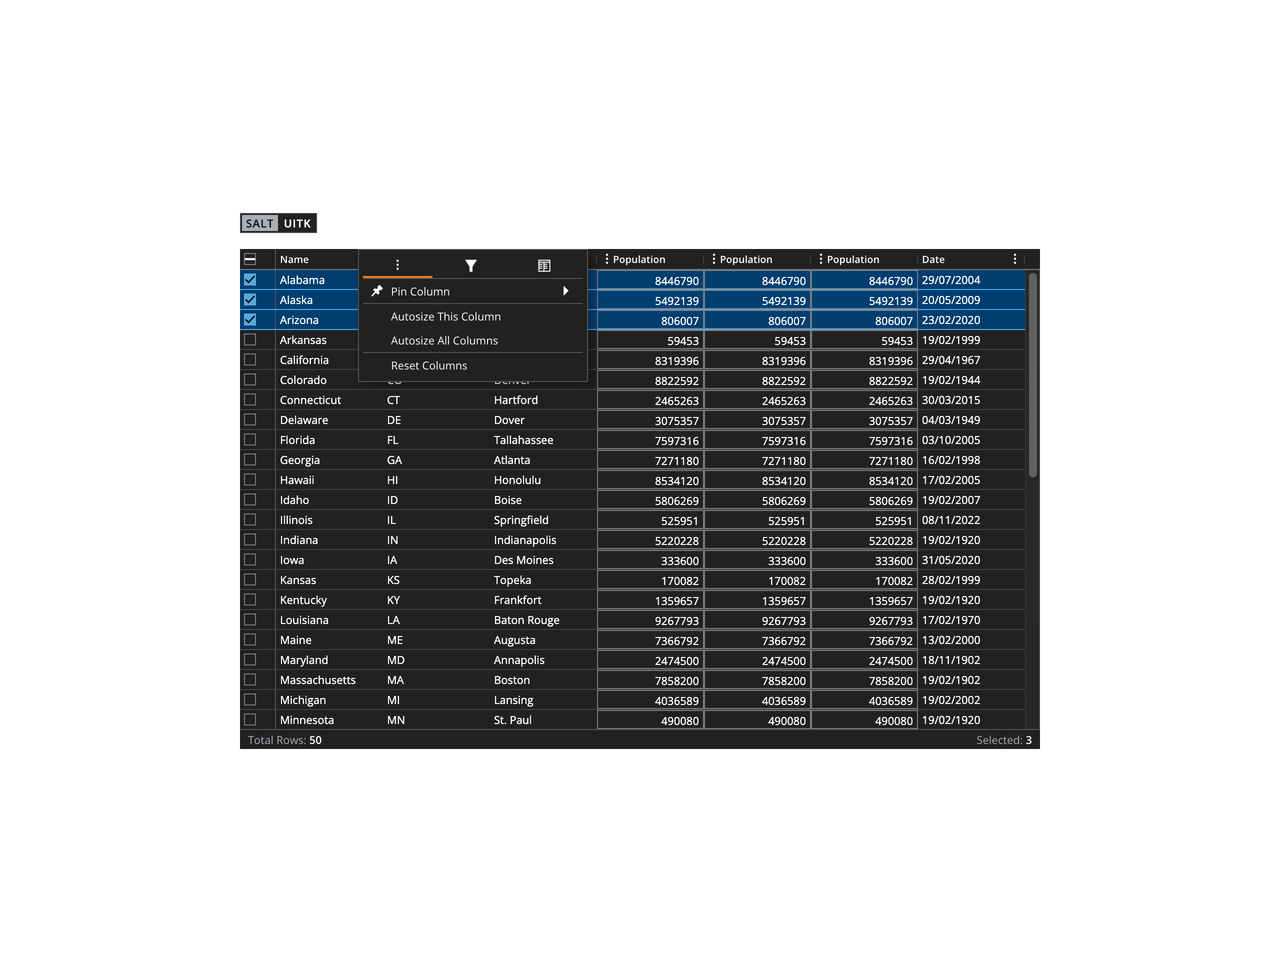 SALT UITK
Name Population Population Population Date
Alabama 8446790 8446790 8446790 29/07/2004
Pin Column
Alaska 5492139 5492139 5492139 20/05/2009
Autosize This Column
Arizona 806007 806007 806007 23/02/2020
Autosize All Columns
Arkansas 59453 59453 59453 19/02/1999
California 8319396 8319396 8319396 29/04/1967
Reset Columns
Colorado CO Denver 8822592 8822592 8822592 19/02/1944
Connecticut CT Hartford 2465263 2465263 2465263 30/03/2015
Delaware DE Dover 3075357 3075357 3075357 04/03/1949
Florida FL Tallahassee 7597316 7597316 7597316 03/10/2005
Georgia GA Atlanta 7271180 7271180 7271180 16/02/1998
Hawaii HI Honolulu 8534120 8534120 8534120 17/02/2005
Idaho ID Boise 5806269 5806269 5806269 19/02/2007
Illinois IL Springfield 525951 525951 525951 08/11/2022
Indiana IN Indianapolis 5220228 5220228 5220228 19/02/1920
Iowa IA Des Moines 333600 333600 333600 31/05/2020
Kansas KS Topeka 170082 170082 170082 28/02/1999
Kentucky KY Frankfort 1359657 1359657 1359657 19/02/1920
Louisiana LA Baton Rouge 9267793 9267793 9267793 17/02/1970
Maine ME Augusta 7366792 7366792 7366792 13/02/2000
Maryland MD Annapolis 2474500 2474500 2474500 18/11/1902
Massachusetts MA Boston 7858200 7858200 7858200 19/02/1902
Michigan MI Lansing 4036589 4036589 4036589 19/02/2002
Minnesota MN St. Paul 490080 490080 490080 19/02/1920
Total Rows: 50 Selected: 3